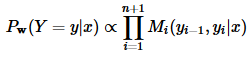 P_w(Y = y|x) ∝ ∏_{i=1}^{n+1} M_i(y_{i−1}, y_i|x)